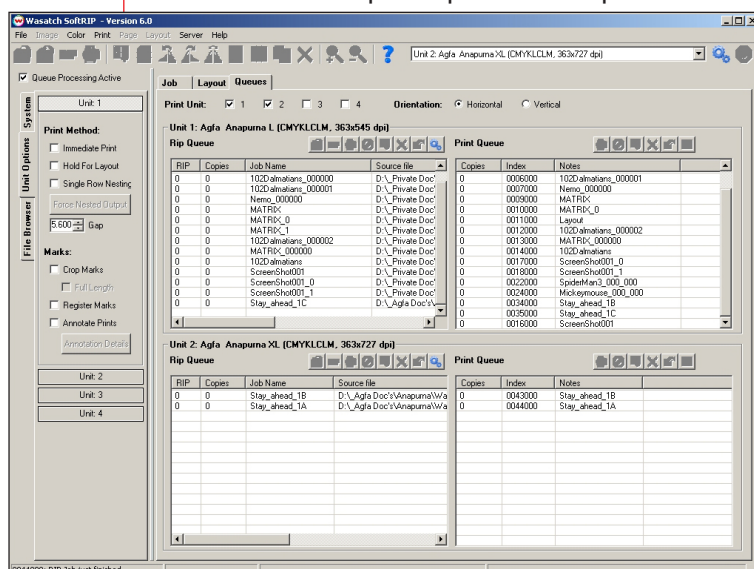 Wasatch SoftRIP - Version 6.0
File Image Color Print Page Layout Server Help
Unit 2: Agfa Anapurna XL (CMYKLCLM, 363x727 dpi)
Queue Processing Active
System
Unit Options
File Browser
Unit: 1
Print Method:
Immediate Print
Hold For Layout
Single Row Nesting
Force Nested Output
5.600 Gap
Marks:
Crop Marks
Full Length
Register Marks
Annotate Prints
Annotation Details
Unit: 2
Unit: 3
Unit: 4
Job Layout Queues
Print Unit: 1 2 3 4 Orientation: Horizontal Vertical
Unit 1: Agfa Anapurna L (CMYKLCLM, 363x545 dpi)
Rip Queue
RIP Copies Job Name Source file
0 0 102Dalmatians_000000 D:\_Private Doc'
0 0 102Dalmatians_000001 D:\_Private Doc'
0 0 Nemo_000000 D:\_Private Doc'
0 0 MATRIX D:\_Private Doc'
0 0 MATRIX_0 D:\_Private Doc'
0 0 MATRIX_1 D:\_Private Doc'
0 0 102Dalmatians_000002 D:\_Private Doc'
0 0 MATRIX_000000 D:\_Private Doc'
0 0 102Dalmatians D:\_Private Doc'
0 0 ScreenShot001 D:\_Private Doc'
0 0 ScreenShot001_0 D:\_Private Doc'
0 0 ScreenShot001_1 D:\_Private Doc'
0 0 Stay_ahead_1C D:\_Agfa Doc's\
Print Queue
Copies Index Notes
0 0006000 102Dalmatians_000001
0 0007000 Nemo_000000
0 0009000 MATRIX
0 0010000 MATRIX_0
0 0011000 Layout
0 0012000 102Dalmatians_000002
0 0013000 MATRIX_000000
0 0014000 102Dalmatians
0 0017000 ScreenShot001_0
0 0018000 ScreenShot001_1
0 0022000 SpiderMan3_000_000
0 0024000 Mickeymouse_000_000
0 0034000 Stay_ahead_1B
0 0035000 Stay_ahead_1C
0 0016000 ScreenShot001
Unit 2: Agfa Anapurna XL (CMYKLCLM, 363x727 dpi)
Rip Queue
RIP Copies Job Name Source file
0 0 Stay_ahead_1B D:\_Agfa Doc's\Anapurna\Wa
0 0 Stay_ahead_1A D:\_Agfa Doc's\Anapurna\Wa
Print Queue
Copies Index Notes
0 0043000 Stay_ahead_1B
0 0044000 Stay_ahead_1A
0044000: RIP Job just finished